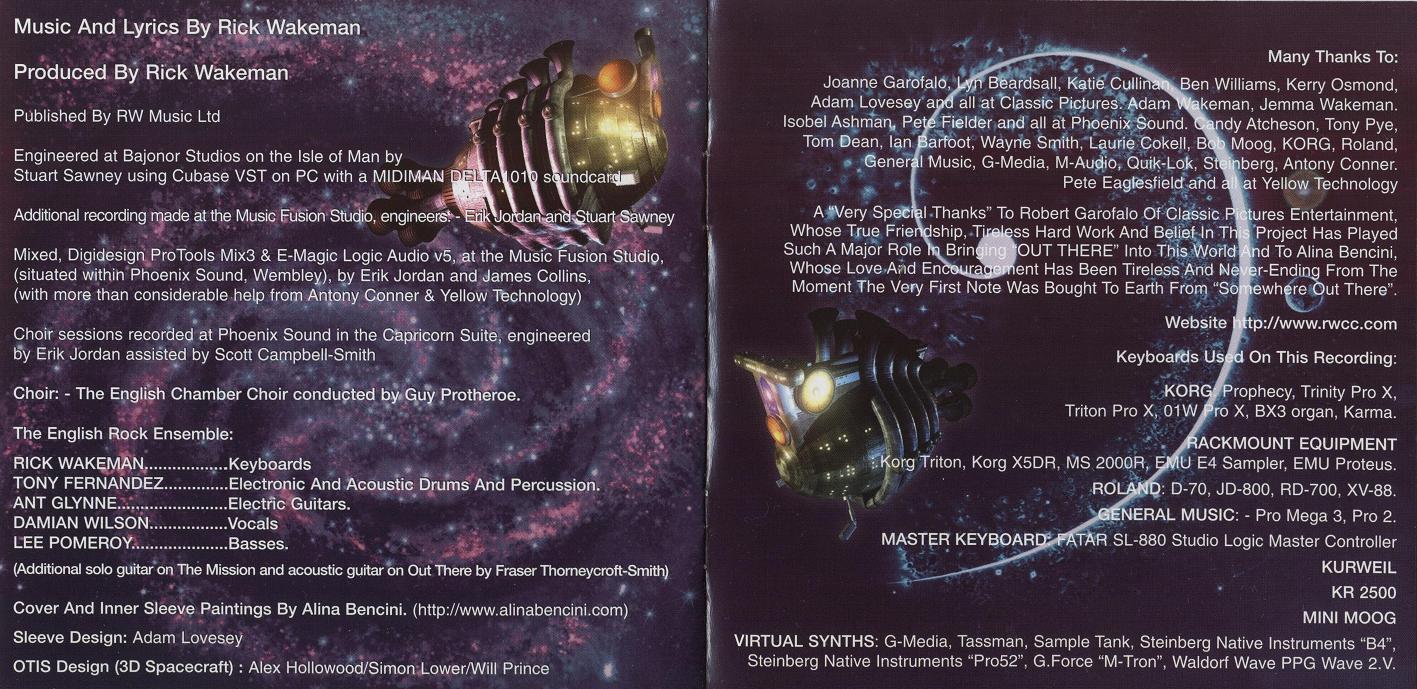 Music And Lyrics By Rick Wakeman
Produced By Rick Wakeman
Published By RW Music Ltd
Engineered at Bajonor Studios on the Isle of Man by
Stuart Sawney using Cubase VST on PC with a MIDIMAN DELTA1010 soundcard
Additional recording made at the Music Fusion Studio, engineers: - Erik Jordan and Stuart Sawney
Mixed, Digidesign ProTools Mix3 & E-Magic Logic Audio v5, at the Music Fusion Studio,
(situated within Phoenix Sound, Wembley), by Erik Jordan and James Collins,
(with more than considerable help from Antony Conner & Yellow Technology)
Choir sessions recorded at Phoenix Sound in the Capricorn Suite, engineered
by Erik Jordan assisted by Scott Campbell-Smith
Choir: - The English Chamber Choir conducted by Guy Protheroe.
The English Rock Ensemble:
RICK WAKEMAN.................Keyboards
TONY FERNANDEZ.............Electronic And Acoustic Drums And Percussion.
ANT GLYNNE.......................Electric Guitars.
DAMIAN WILSON................Vocals
LEE POMEROY....................Basses.
(Additional solo guitar on The Mission and acoustic guitar on Out There by Fraser Thorneycroft-Smith)
Cover And Inner Sleeve Paintings By Alina Bencini. (http://www.alinabencini.com)
Sleeve Design: Adam Lovesey
OTIS Design (3D Spacecraft) : Alex Hollowood/Simon Lower/Will Prince
Many Thanks To:
Joanne Garofalo, Lyn Beardsall, Katie Cullinan, Ben Williams, Kerry Osmond,
Adam Lovesey and all at Classic Pictures. Adam Wakeman, Jemma Wakeman.
Isobel Ashman, Pete Fielder and all at Phoenix Sound. Candy Atcheson, Tony Pye,
Tom Dean, Ian Barfoot, Wayne Smith, Laurie Cokell, Bob Moog, KORG, Roland,
General Music, G-Media, M-Audio, Quik-Lok, Steinberg, Antony Conner.
Pete Eaglesfield and all at Yellow Technology
A "Very Special Thanks" To Robert Garofalo Of Classic Pictures Entertainment,
Whose True Friendship, Tireless Hard Work And Belief In This Project Has Played
Such A Major Role In Bringing "OUT THERE" Into This World And To Alina Bencini,
Whose Love And Encouragement Has Been Tireless And Never-Ending From The
Moment The Very First Note Was Bought To Earth From "Somewhere Out There".
Website http://www.rwcc.com
Keyboards Used On This Recording:
KORG: Prophecy, Trinity Pro X,
Triton Pro X, 01W Pro X, BX3 organ, Karma.
RACKMOUNT EQUIPMENT
: Korg Triton, Korg X5DR, MS 2000R, EMU E4 Sampler, EMU Proteus.
ROLAND: D-70, JD-800, RD-700, XV-88.
GENERAL MUSIC: - Pro Mega 3, Pro 2.
MASTER KEYBOARD: FATAR SL-880 Studio Logic Master Controller
KURWEIL
KR 2500
MINI MOOG
VIRTUAL SYNTHS: G-Media, Tassman, Sample Tank, Steinberg Native Instruments "B4",
Steinberg Native Instruments "Pro52", G.Force "M-Tron", Waldorf Wave PPG Wave 2.V.